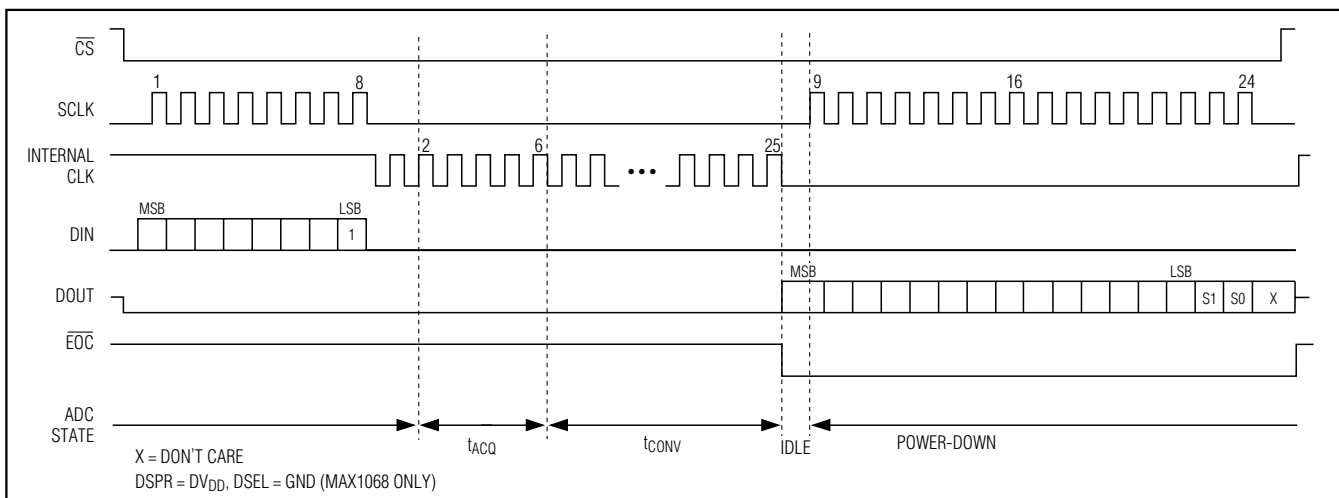 CS
1 8 9 16 24
SCLK
INTERNAL
CLK
2 6 25
•••
MSB LSB
DIN
1
MSB LSB
DOUT
S1 S0 X
EOC
ADC
STATE
tACQ tCONV IDLE POWER-DOWN
X = DON'T CARE
DSPR = DVDD, DSEL = GND (MAX1068 ONLY)